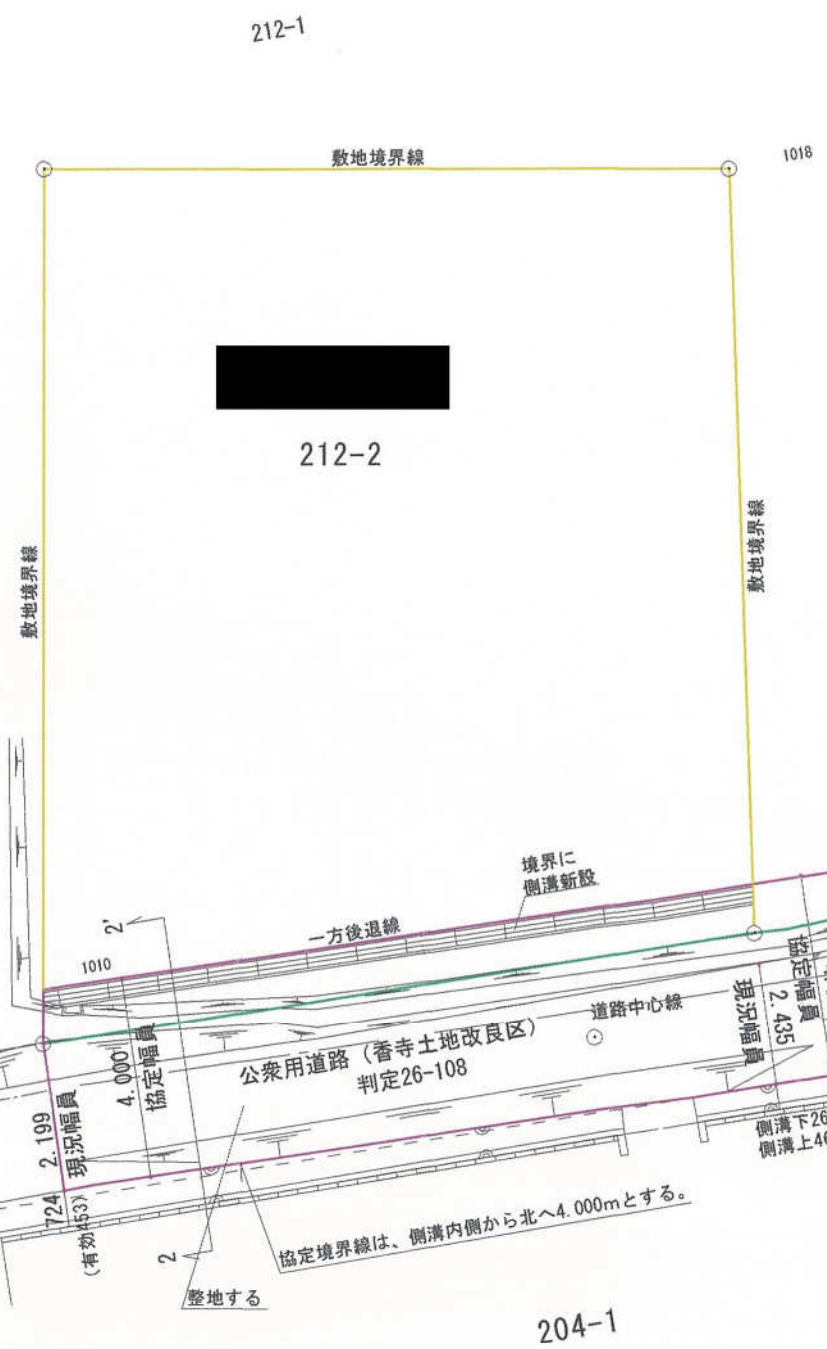 212-1
敷地境界線
1018
212-2
敷地境界線
敷地境界線
境界に
側溝新設
一方後退線
2'
1010
協定幅員
4.000
協定幅員
2.435
現況幅員
道路中心線
公衆用道路（香寺土地改良区）
判定26-108
2.199
現況幅員
724
(有効453)
側溝下26
側溝上46
2
協定境界線は、側溝内側から北へ4.000mとする。
整地する
204-1